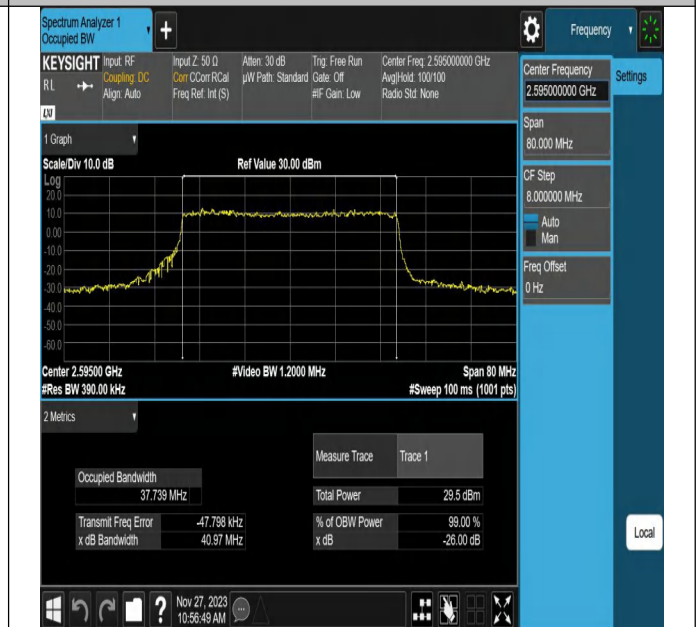 Spectrum Analyzer 1
Occupied BW
Frequency
KEYSIGHT Input: RF Input Z: 50 Ω Atten: 30 dB Trig: Free Run Center Freq: 2.595000000 GHz
RL Coupling: DC Corr CCorr RCal µW Path: Standard Gate: Off Avg|Hold: 100/100
Align: Auto Freq Ref: Int (S) #IF Gain: Low Radio Std: None
LXI
Center Frequency
2.595000000 GHz
Settings
Span
80.000 MHz
CF Step
8.000000 MHz
Auto
Man
Freq Offset
0 Hz
Local
1 Graph
Scale/Div 10.0 dB Ref Value 30.00 dBm
Log
20.0
10.0
0.00
-10.0
-20.0
-30.0
-40.0
-50.0
-60.0
Center 2.59500 GHz #Video BW 1.2000 MHz Span 80 MHz
#Res BW 390.00 kHz #Sweep 100 ms (1001 pts)
2 Metrics
Measure Trace Trace 1
Occupied Bandwidth
37.739 MHz
Total Power 29.5 dBm
Transmit Freq Error -47.798 kHz % of OBW Power 99.00 %
x dB Bandwidth 40.97 MHz x dB -26.00 dB
? Nov 27, 2023
10:56:49 AM